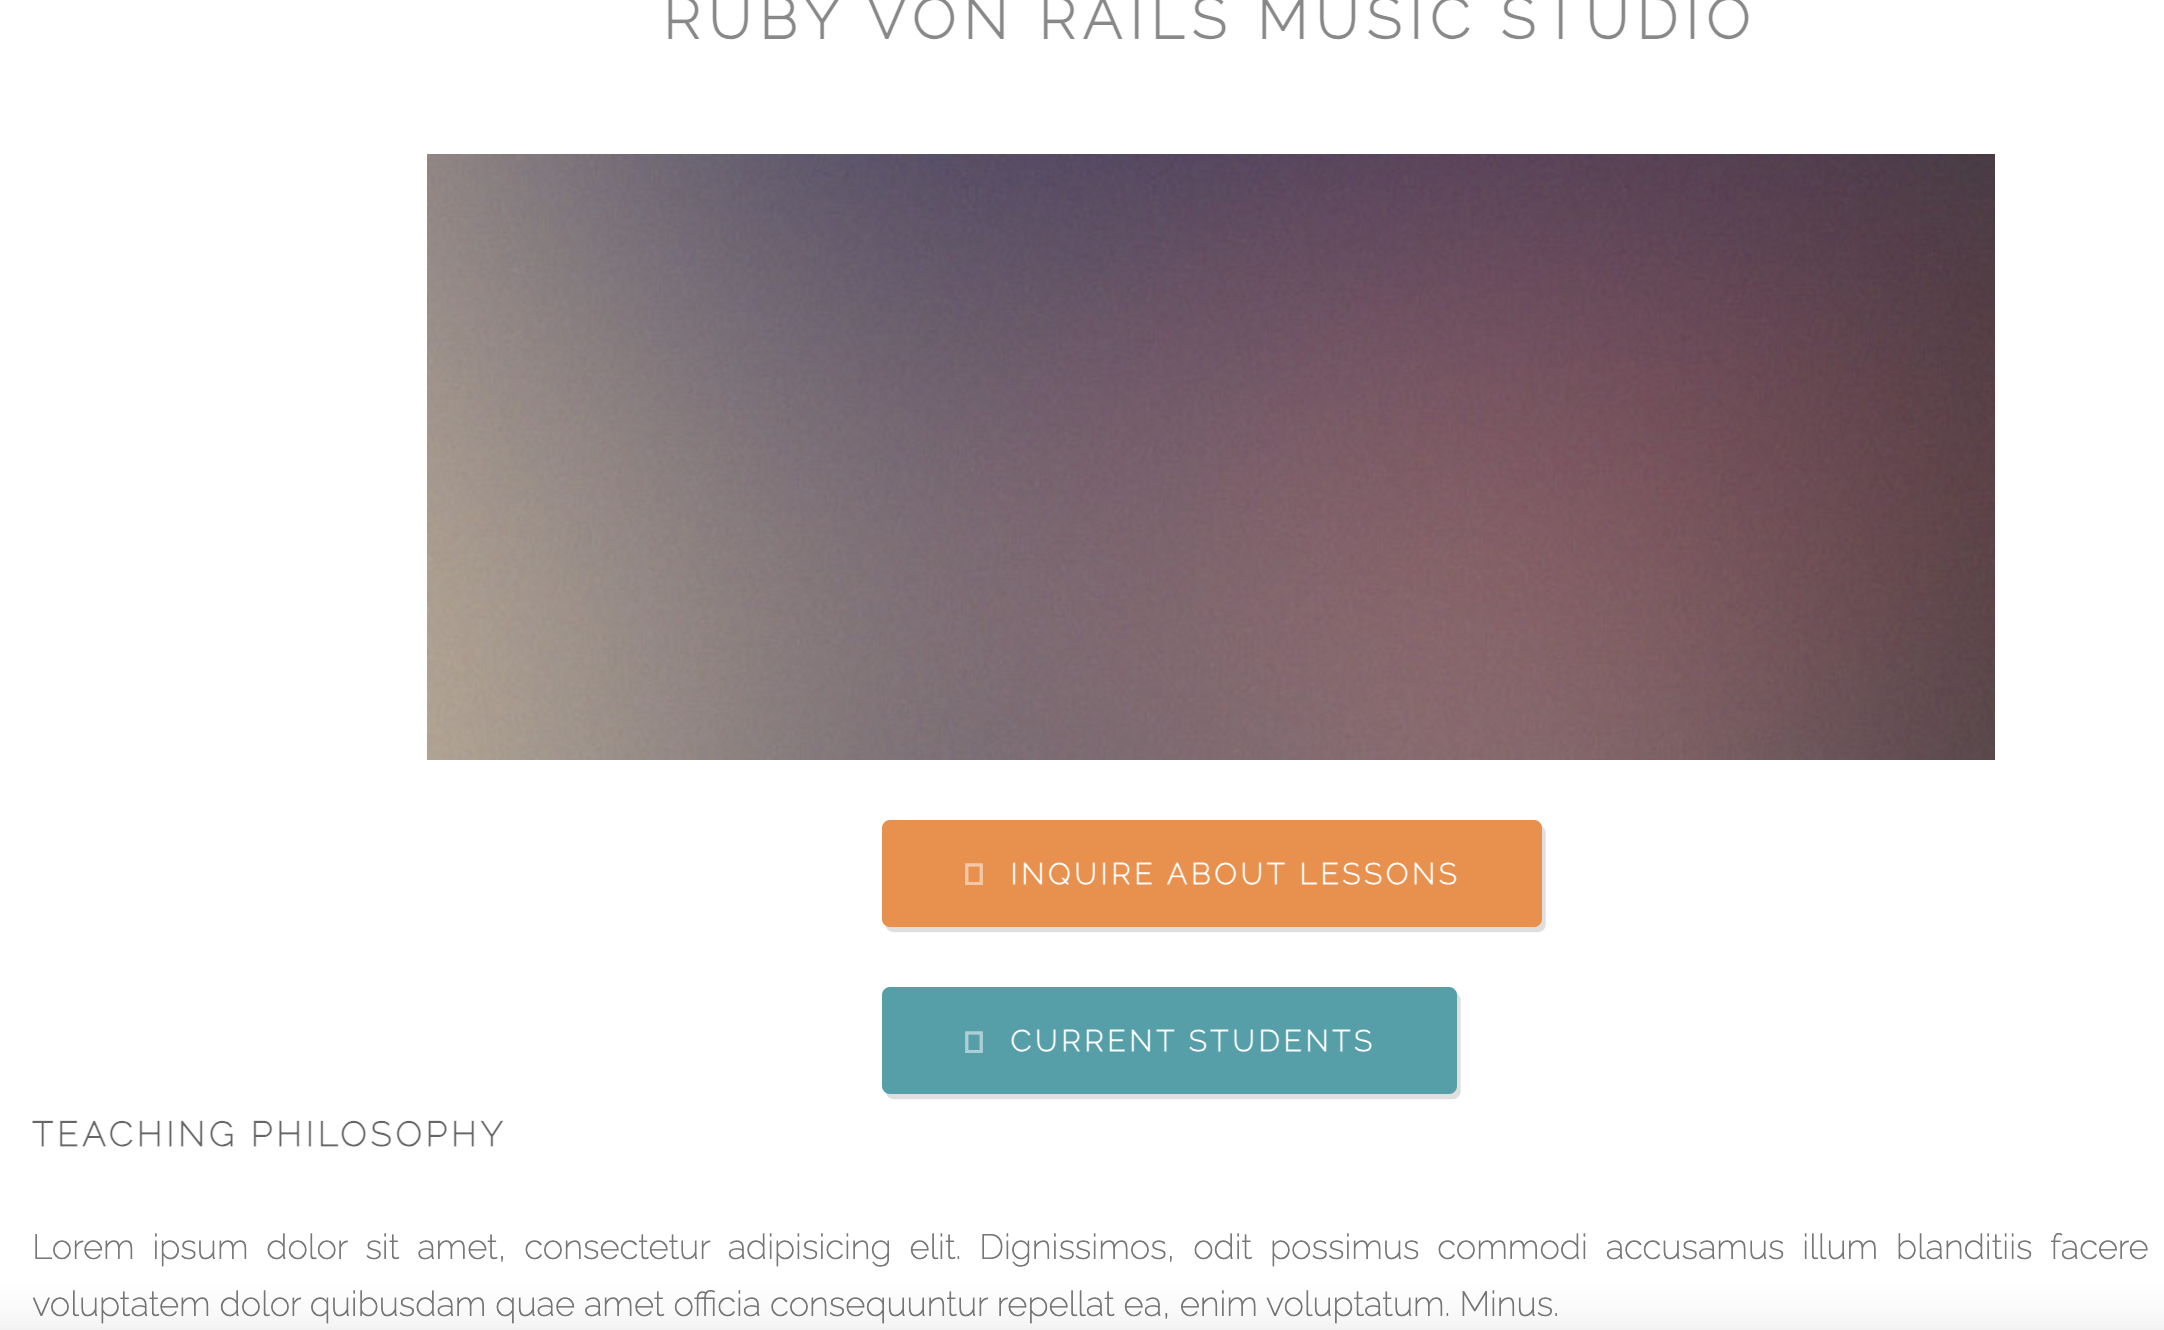 RUBY VON RAILS MUSIC STUDIO
INQUIRE ABOUT LESSONS
CURRENT STUDENTS
TEACHING PHILOSOPHY
Lorem ipsum dolor sit amet, consectetur adipisicing elit. Dignissimos, odit possimus commodi accusamus illum blanditiis facere
voluptatem dolor quibusdam quae amet officia consequuntur repellat ea, enim voluptatum. Minus.